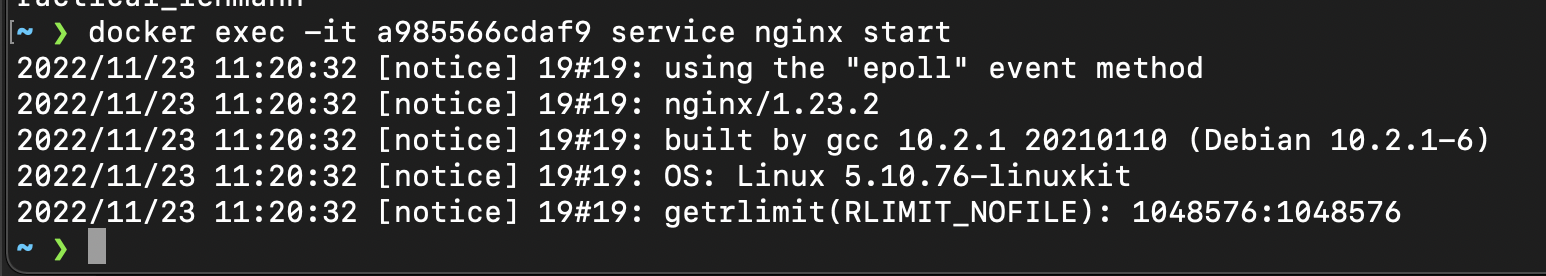 ~ ❯ docker exec -it a985566cdaf9 service nginx start
2022/11/23 11:20:32 [notice] 19#19: using the "epoll" event method
2022/11/23 11:20:32 [notice] 19#19: nginx/1.23.2
2022/11/23 11:20:32 [notice] 19#19: built by gcc 10.2.1 20210110 (Debian 10.2.1-6)
2022/11/23 11:20:32 [notice] 19#19: OS: Linux 5.10.76-linuxkit
2022/11/23 11:20:32 [notice] 19#19: getrlimit(RLIMIT_NOFILE): 1048576:1048576
~ ❯